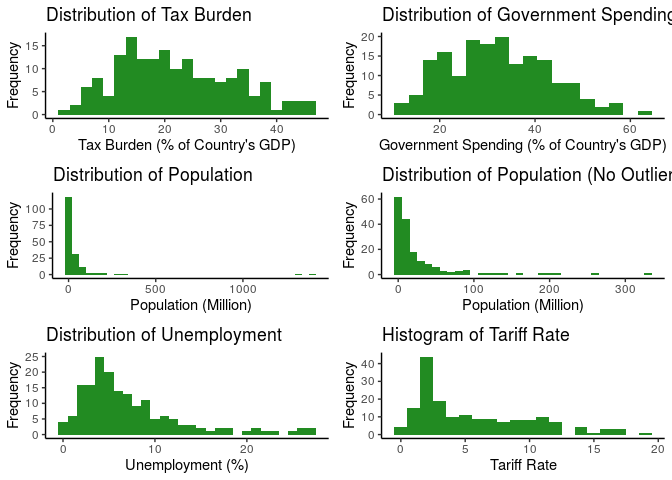 Distribution of Tax Burden
Frequency
15
10
5
0
0 10 20 30 40
Tax Burden (% of Country's GDP)
Distribution of Government Spending
Frequency
20
15
10
5
0
20 40 60
Government Spending (% of Country's GDP)
Distribution of Population
Frequency
100
75
50
25
0
0 500 1000
Population (Million)
Distribution of Population (No Outlier
Frequency
60
40
20
0
0 100 200 300
Population (Million)
Distribution of Unemployment
Frequency
25
20
15
10
5
0
0 10 20
Unemployment (%)
Histogram of Tariff Rate
Frequency
40
30
20
10
0
0 5 10 15 20
Tariff Rate